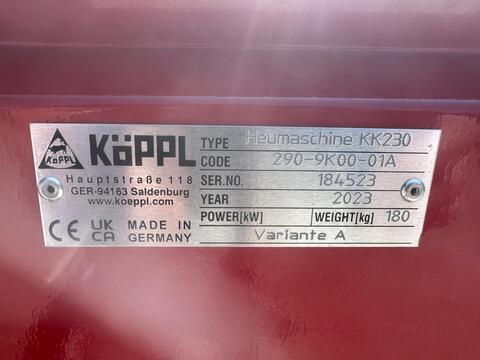 KÖPPL
KÖPPL
Hauptstraße 118
GER-94163 Saldenburg
www.koeppl.com
CE UK CA MADE IN GERMANY
TYPE Heumaschine KK230
CODE 290-9K00-01A
SER.NO. 184523
YEAR 2023
POWER[kW] WEIGHT[kg] 180
Variante A